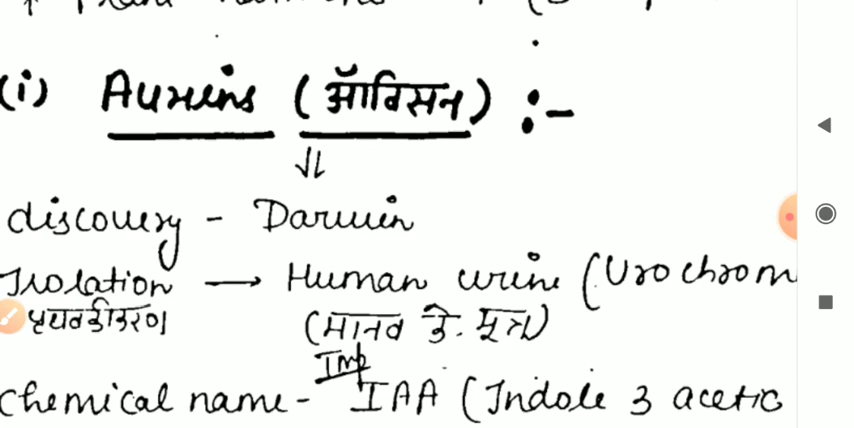 (i) Auxins (ऑक्सिन) :-
discovery - Darwin
Isolation → Human urine (Urochrom
पृथक्कीकरण (मानव के मूत्र)
Imp
Chemical name - IAA (Indole 3 acetic